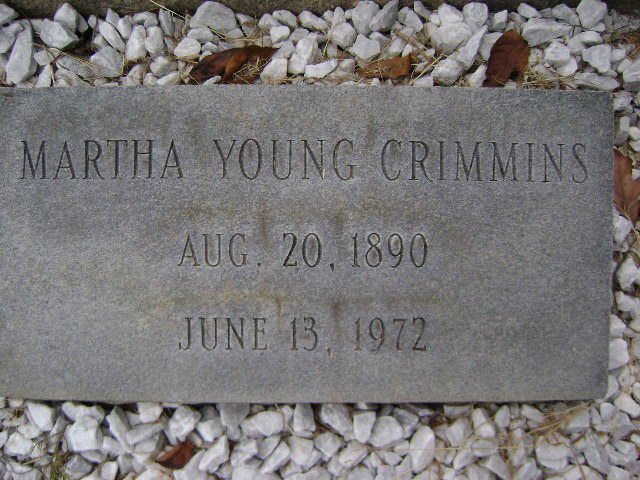 MARTHA YOUNG CRIMMINS
AUG. 20, 1890
JUNE 13, 1972